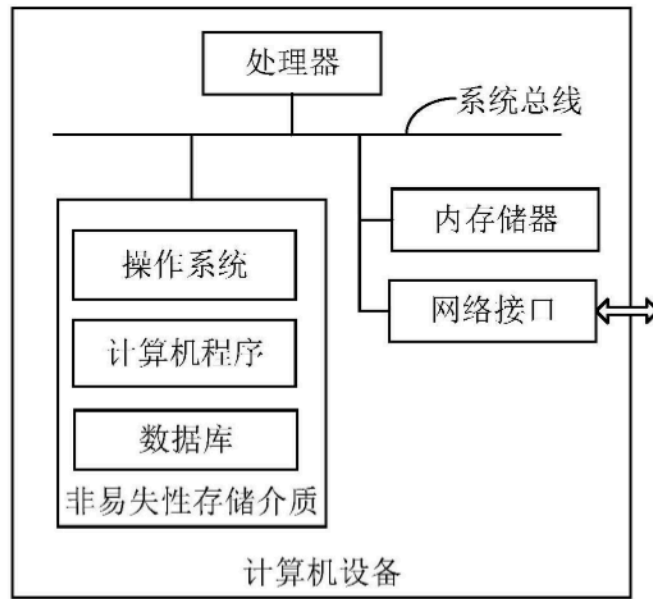 处理器
系统总线
内存储器
操作系统
网络接口
计算机程序
数据库
非易失性存储介质
计算机设备